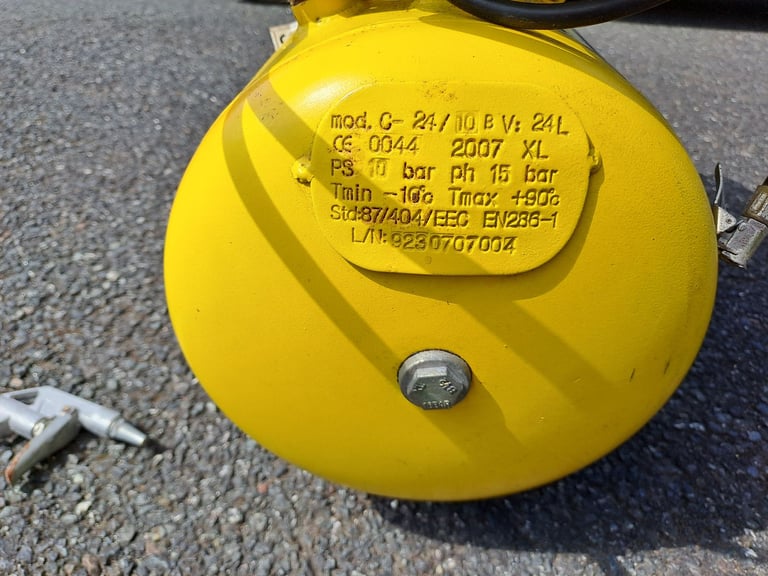 mod. C- 24/10 B V: 24L
CE 0044 2007 XL
PS 10 bar ph 15 bar
Tmin -10°c Tmax +90°c
Std:87/404/EEC EN286-1
L/N: 9230707004